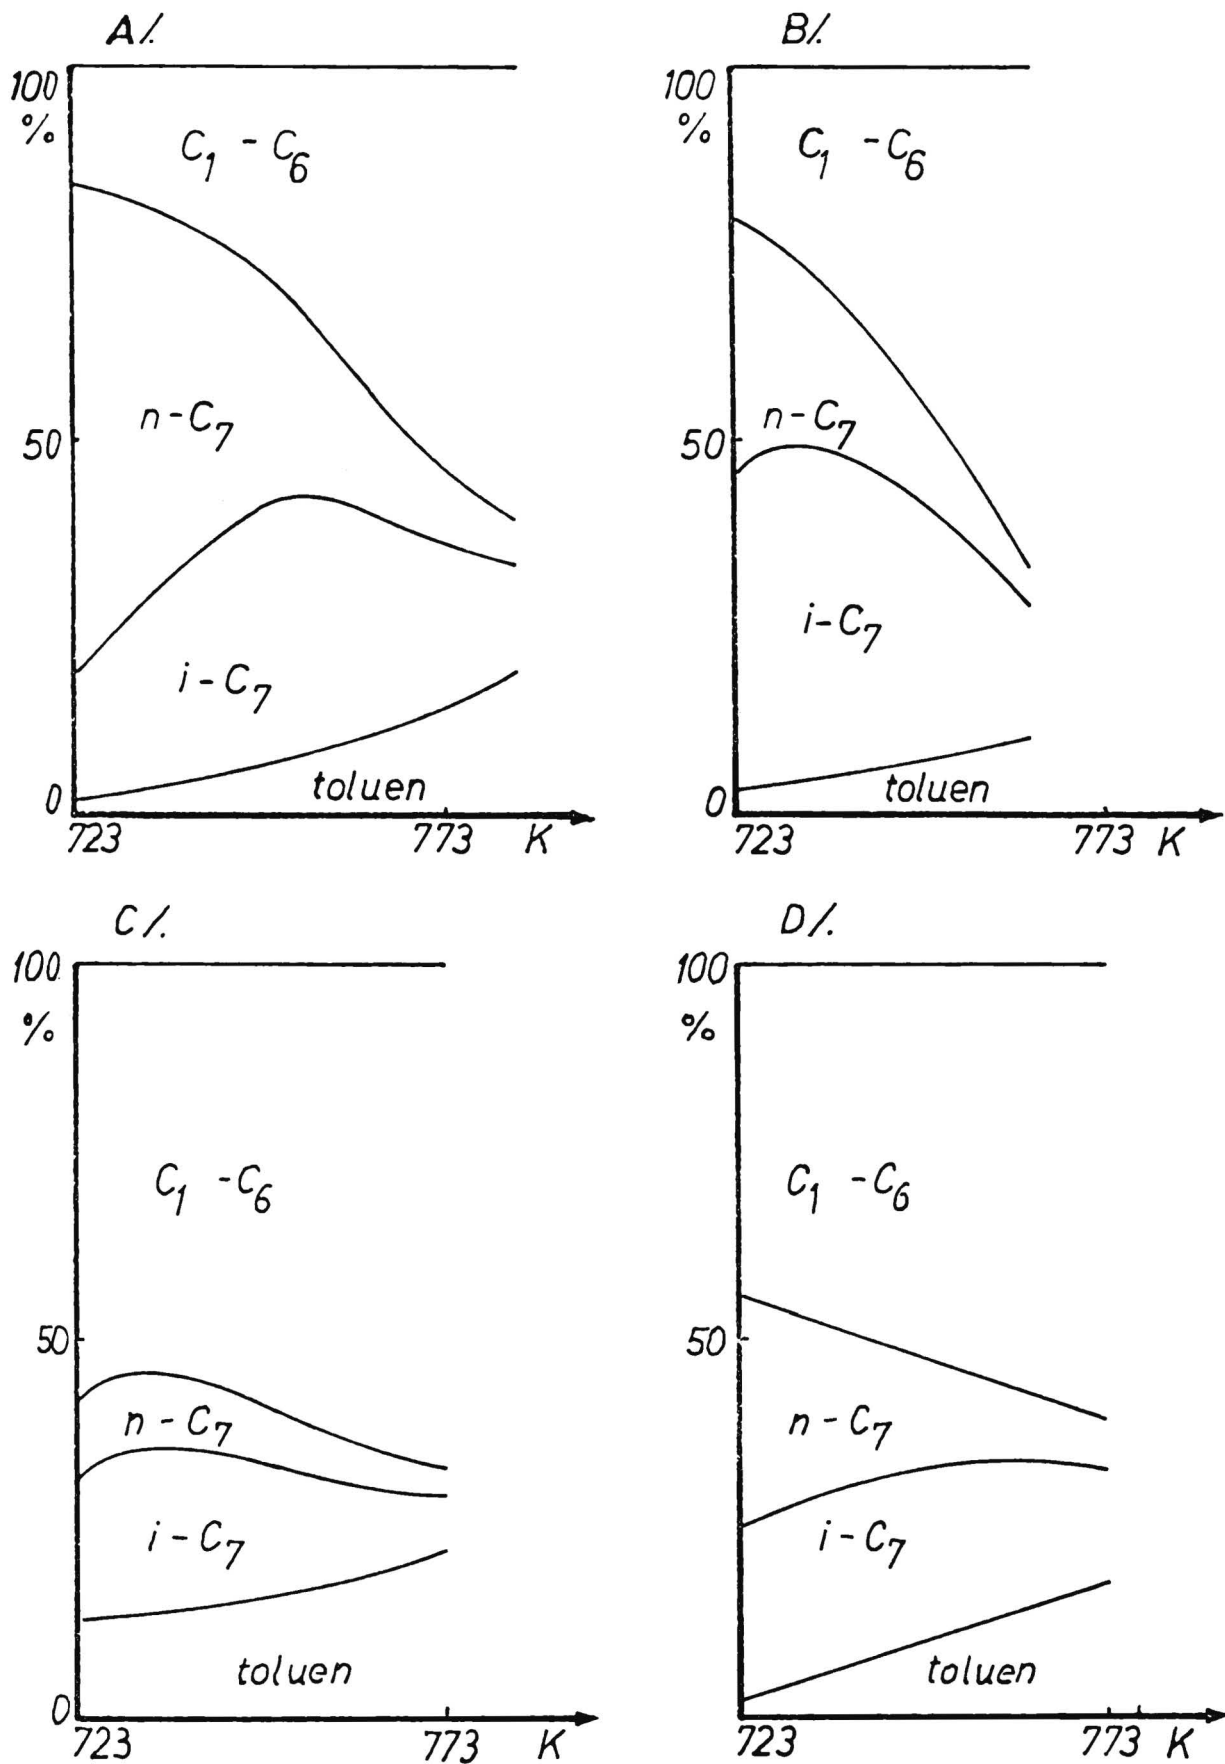 A/.
100
%
C1 - C6
n-C7
50
i-C7
0
toluen
723
773 K
B/.
100
%
C1 - C6
n-C7
50
i-C7
0
toluen
723
773 K
C/.
100
%
C1 - C6
50
n-C7
i-C7
toluen
0
723
773 K
D/.
100
%
C1 - C6
50
n-C7
i-C7
toluen
0
723
773 K